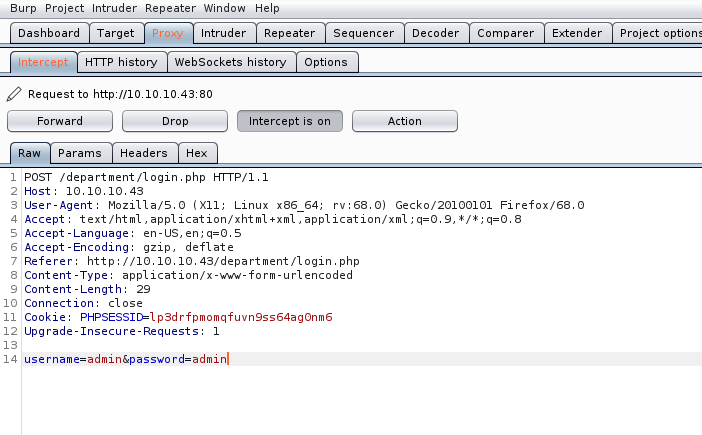 Burp Project Intruder Repeater Window Help
Dashboard Target Proxy Intruder Repeater Sequencer Decoder Comparer Extender Project options
Intercept HTTP history WebSockets history Options
Request to http://10.10.10.43:80
Forward Drop Intercept is on Action
Raw Params Headers Hex
1 POST /department/login.php HTTP/1.1
2 Host: 10.10.10.43
3 User-Agent: Mozilla/5.0 (X11; Linux x86_64; rv:68.0) Gecko/20100101 Firefox/68.0
4 Accept: text/html,application/xhtml+xml,application/xml;q=0.9,*/*;q=0.8
5 Accept-Language: en-US,en;q=0.5
6 Accept-Encoding: gzip, deflate
7 Referer: http://10.10.10.43/department/login.php
8 Content-Type: application/x-www-form-urlencoded
9 Content-Length: 29
10 Connection: close
11 Cookie: PHPSESSID=lp3drfpmomqfuvn9ss64ag0nm6
12 Upgrade-Insecure-Requests: 1
13
14 username=admin&password=admin